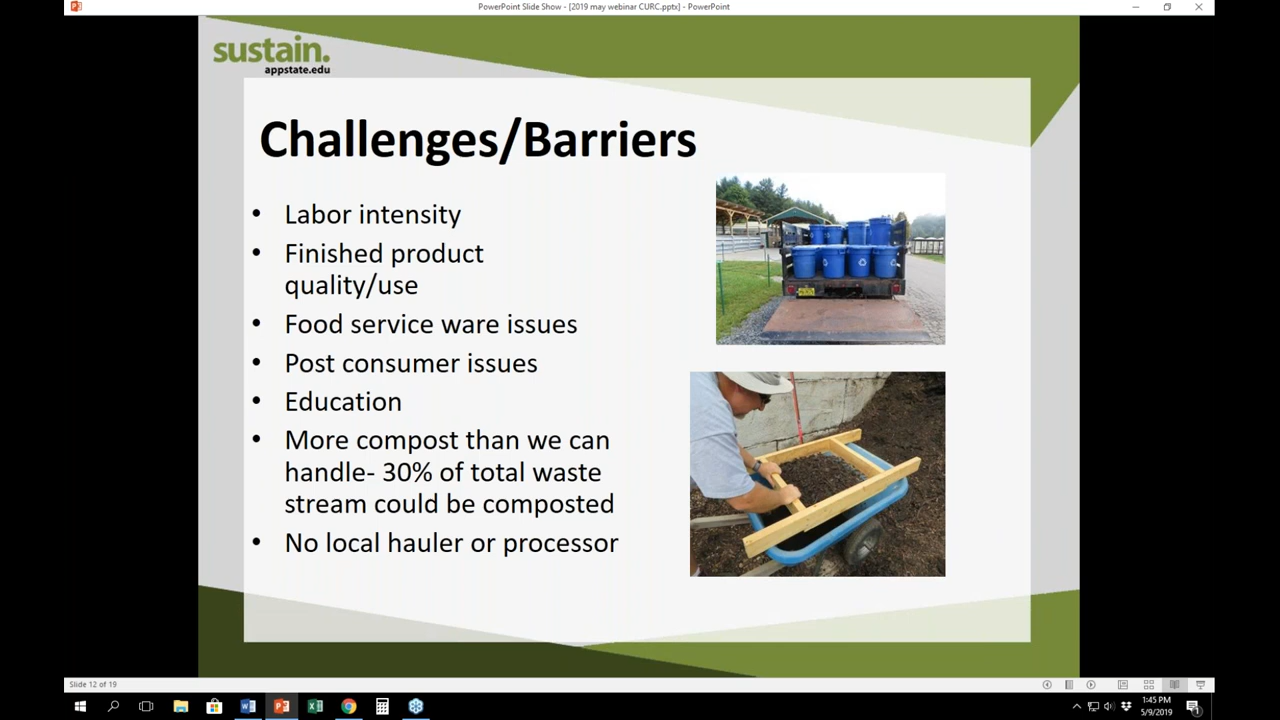 PowerPoint Slide Show - [2019 may webinar CURC.pptx] - PowerPoint
sustain.
appstate.edu
Challenges/Barriers
• Labor intensity
• Finished product
quality/use
• Food service ware issues
• Post consumer issues
• Education
• More compost than we can
handle- 30% of total waste
stream could be composted
• No local hauler or processor
Slide 12 of 19
1:45 PM
5/9/2019